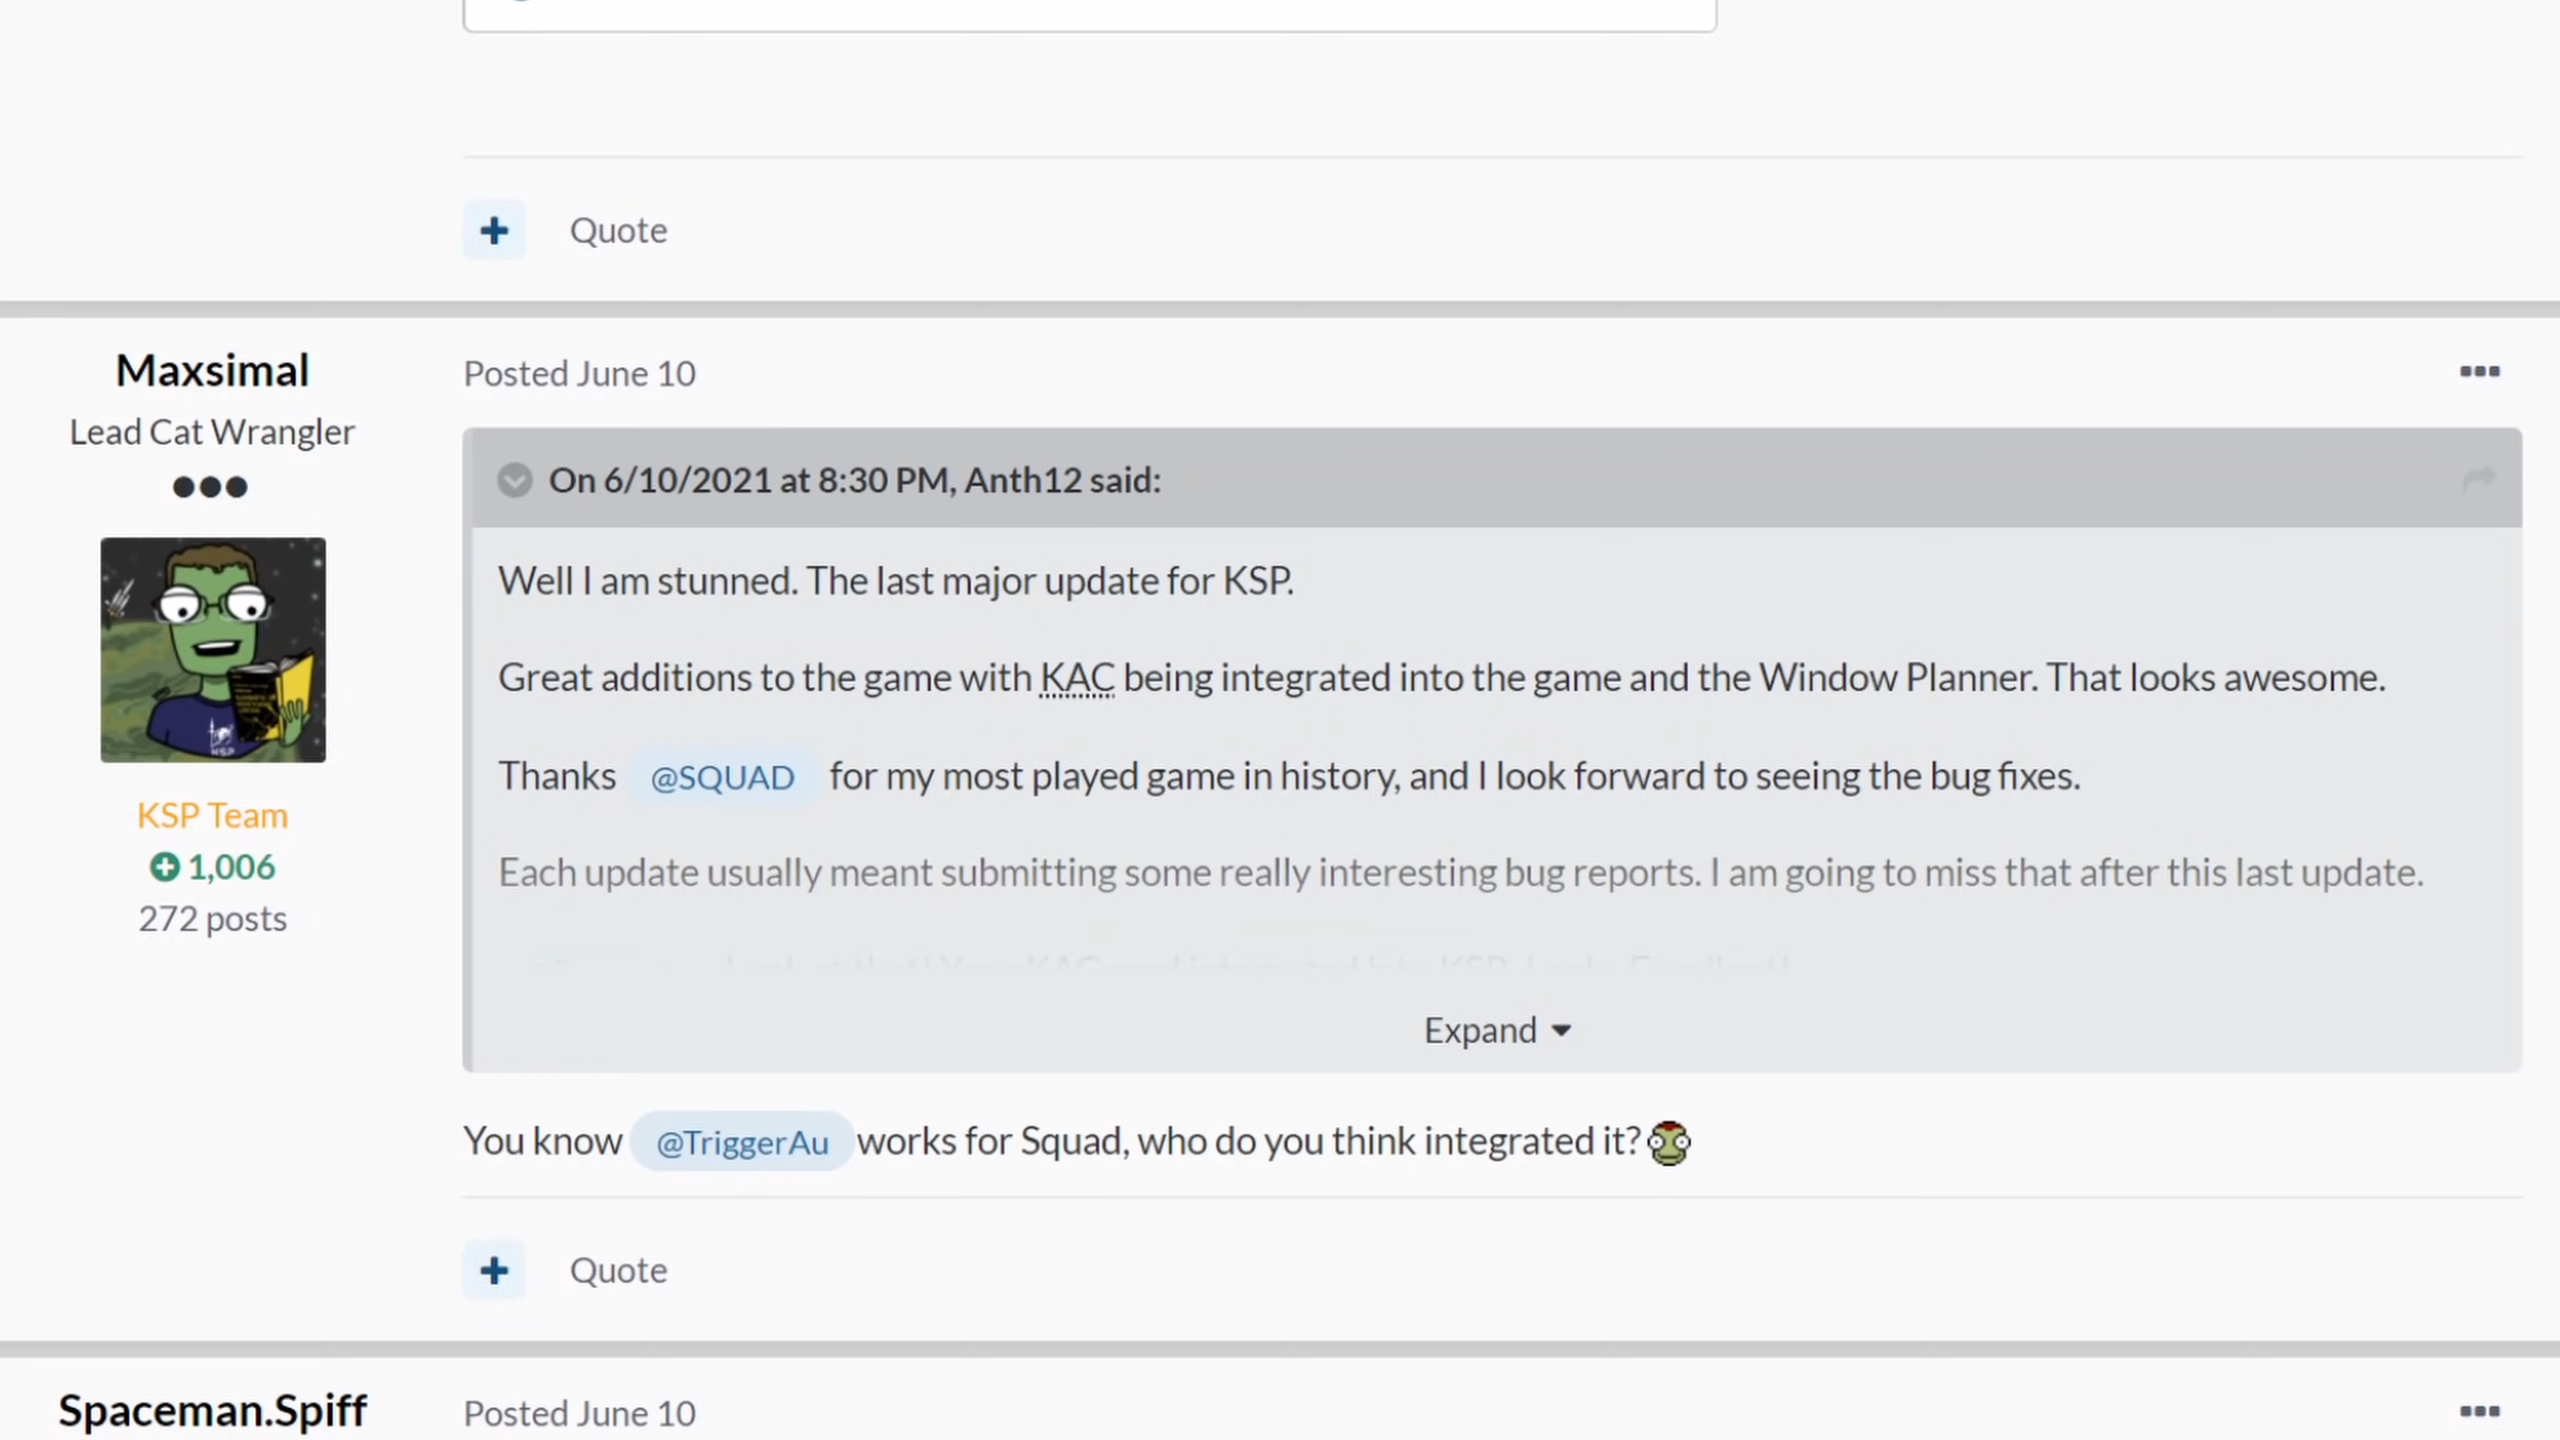 Quote
Maxsimal
Lead Cat Wrangler
KSP Team
1,006
272 posts
Posted June 10
On 6/10/2021 at 8:30 PM, Anth12 said:
Well I am stunned. The last major update for KSP.
Great additions to the game with KAC being integrated into the game and the Window Planner. That looks awesome.
Thanks @SQUAD for my most played game in history, and I look forward to seeing the bug fixes.
Each update usually meant submitting some really interesting bug reports. I am going to miss that after this last update.
Expand
You know @TriggerAu works for Squad, who do you think integrated it?
Quote
Spaceman.Spiff
Posted June 10